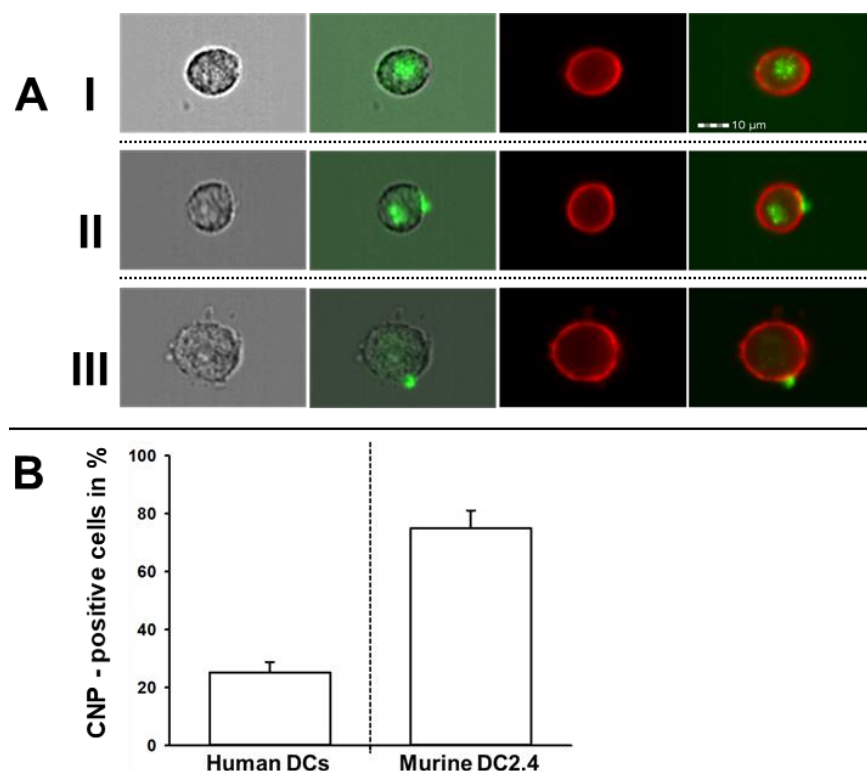 A I
10 µm
II
III
B
CNP - positive cells in %
100
80
60
40
20
0
Human DCs
Murine DC2.4